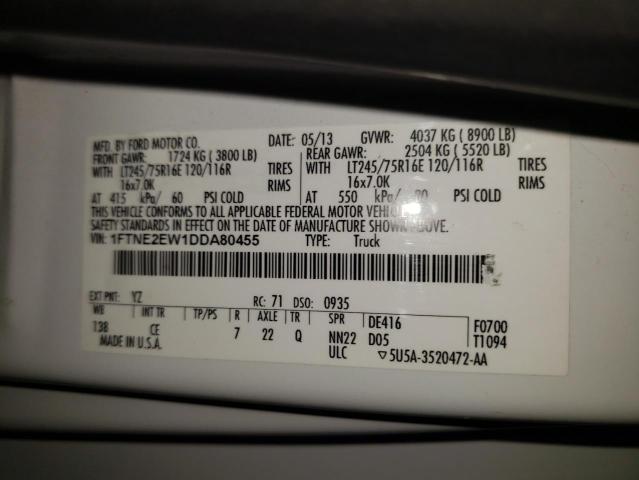 MFD. BY FORD MOTOR CO.
DATE: 05/13 GVWR: 4037 KG ( 8900 LB)
FRONT GAWR: 1724 KG ( 3800 LB)
REAR GAWR: 2504 KG ( 5520 LB)
WITH LT245/75R16E 120/116R TIRES
WITH LT245/75R16E 120/116R TIRES
16x7.0K RIMS
16x7.0K RIMS
AT 415 kPa/ 60 PSI COLD
AT 550 kPa/ 80 PSI COLD
THIS VEHICLE CONFORMS TO ALL APPLICABLE FEDERAL MOTOR VEHICLE
SAFETY STANDARDS IN EFFECT ON THE DATE OF MANUFACTURE SHOWN ABOVE.
VIN: 1FTNE2EW1DDA80455 TYPE: Truck
EXT PNT: YZ RC: 71 DSO: 0935
WB INT TR TP/PS R AXLE TR SPR DE416 F0700
138 CE 7 22 Q NN22 D05 T1094
MADE IN U.S.A. ULC ▽5U5A-3520472-AA